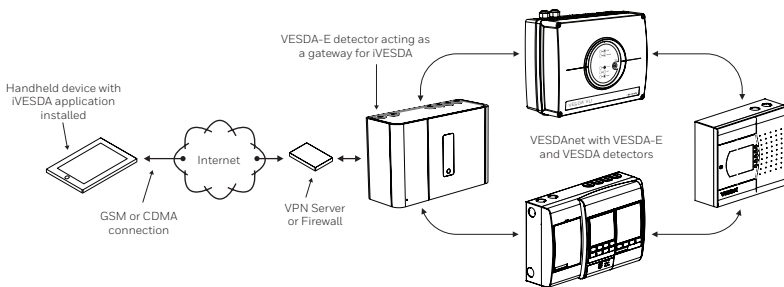 VESDA-E detector acting as
a gateway for iVESDA
Handheld device with
iVESDA application
installed
Internet
VESDAnet with VESDA-E
and VESDA detectors
GSM or CDMA
connection
VPN Server
or Firewall